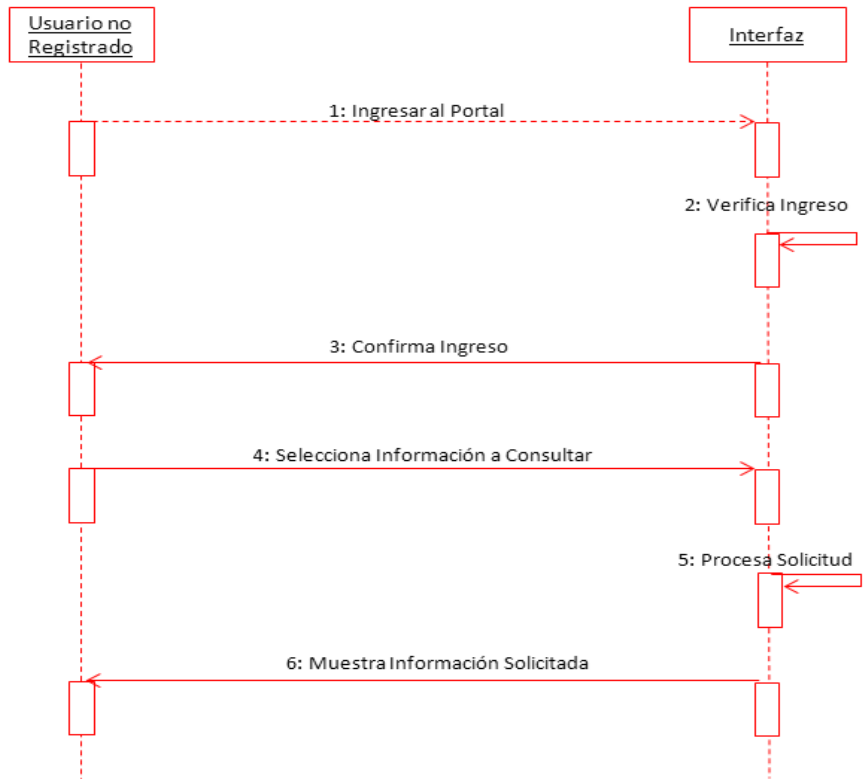 Usuario no
Registrado
Interfaz
1: Ingresar al Portal
2: Verifica Ingreso
3: Confirma Ingreso
4: Selecciona Información a Consultar
5: Procesa Solicitud
6: Muestra Información Solicitada